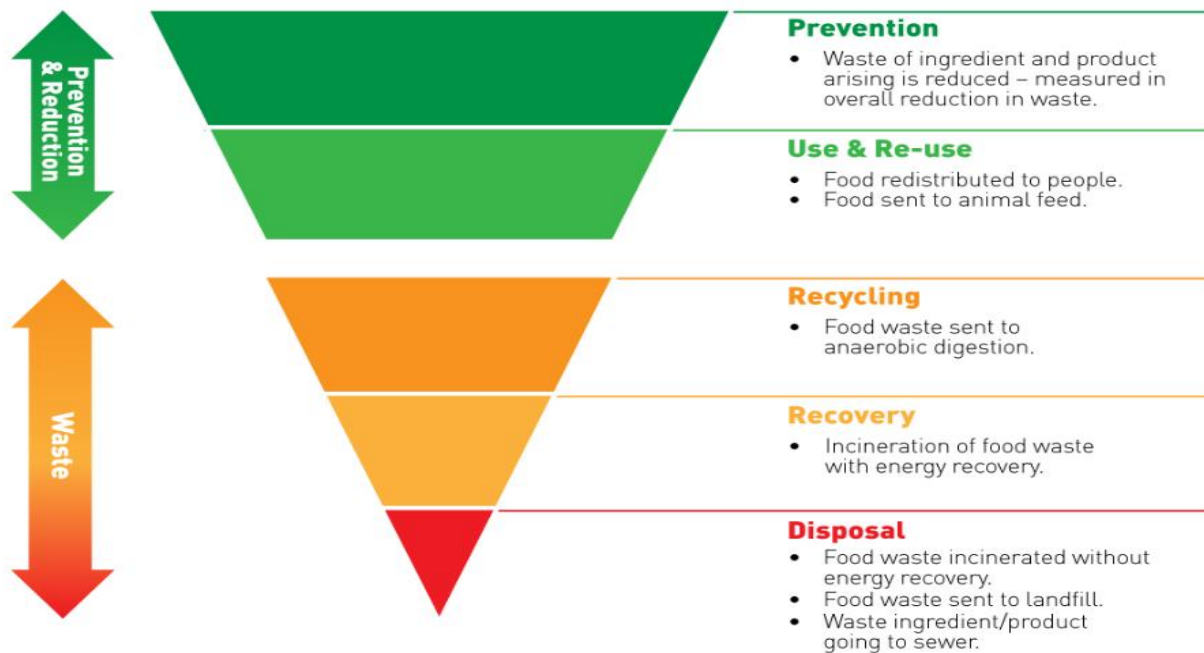 Prevention
& Reduction
Prevention
• Waste of ingredient and product
arising is reduced – measured in
overall reduction in waste.
Use & Re-use
• Food redistributed to people.
• Food sent to animal feed.
Waste
Recycling
• Food waste sent to
anaerobic digestion.
Recovery
• Incineration of food waste
with energy recovery.
Disposal
• Food waste incinerated without
energy recovery.
• Food waste sent to landfill.
• Waste ingredient/product
going to sewer.